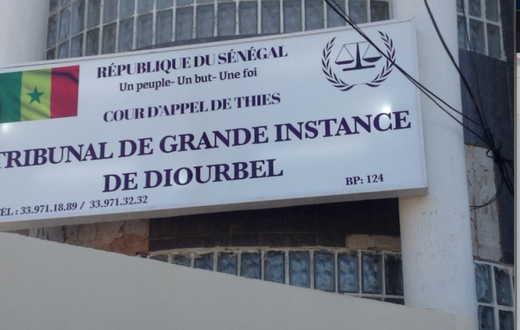 RÉPUBLIQUE DU SÉNÉGAL
Un peuple- Un but- Une foi
COUR D'APPEL DE THIES
TRIBUNAL DE GRANDE INSTANCE
DE DIOURBEL
TÉL : 33.971.18.89 / 33.971.32.32
BP: 124